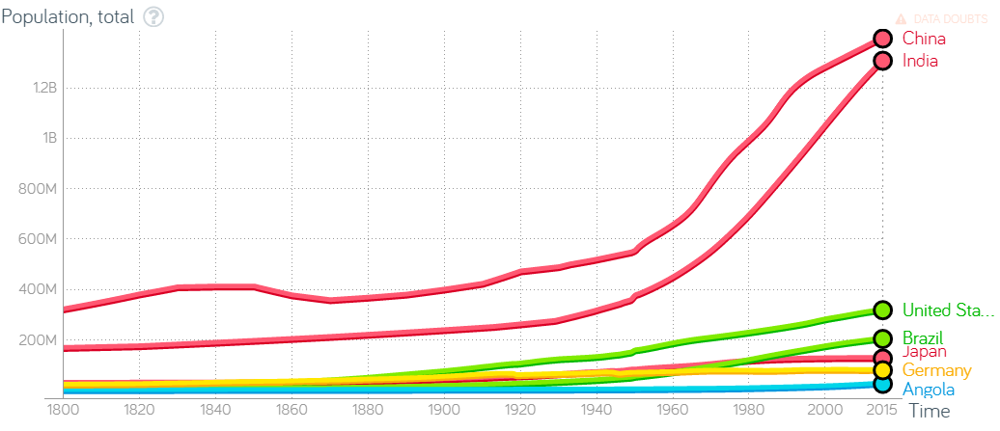 Population, total ?
DATA DOUBTS
China
India
1.2B
1B
800M
600M
400M
United Sta...
Brazil
200M
Japan
Germany
Angola
1800 1820 1840 1860 1880 1900 1920 1940 1960 1980 2000 2015
Time